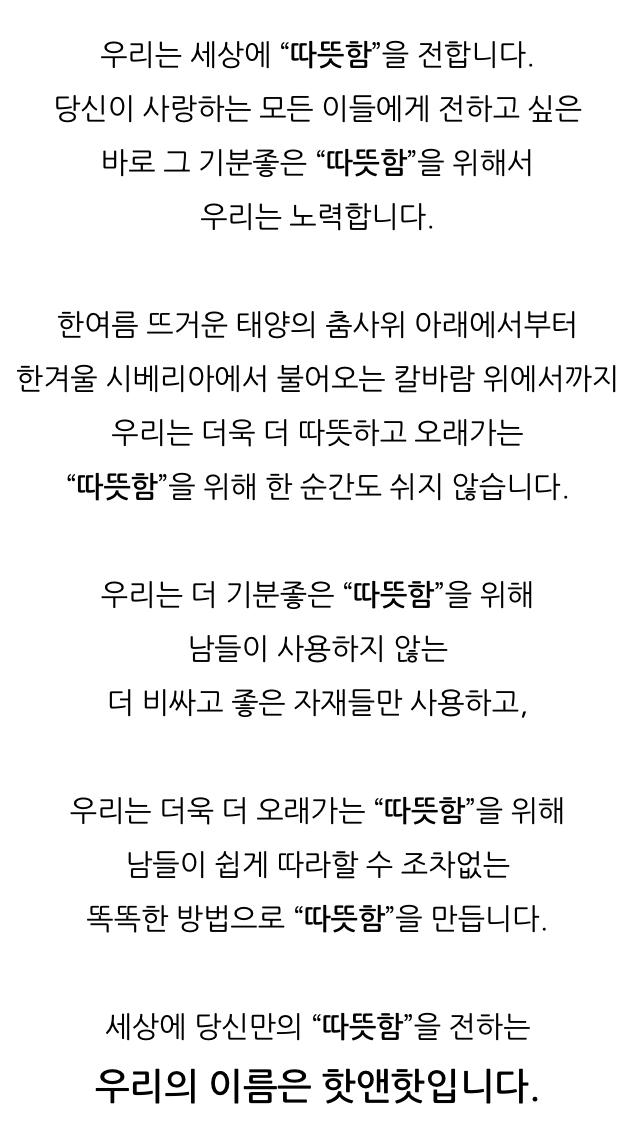 우리는 세상에 “따뜻함”을 전합니다.
당신이 사랑하는 모든 이들에게 전하고 싶은
바로 그 기분좋은 “따뜻함”을 위해서
우리는 노력합니다.
한여름 뜨거운 태양의 춤사위 아래에서부터
한겨울 시베리아에서 불어오는 칼바람 위에서까지
우리는 더욱 더 따뜻하고 오래가는
“따뜻함”을 위해 한 순간도 쉬지 않습니다.
우리는 더 기분좋은 “따뜻함”을 위해
남들이 사용하지 않는
더 비싸고 좋은 자재들만 사용하고,
우리는 더욱 더 오래가는 “따뜻함”을 위해
남들이 쉽게 따라할 수 조차없는
똑똑한 방법으로 “따뜻함”을 만듭니다.
세상에 당신만의 “따뜻함”을 전하는
우리의 이름은 핫앤핫입니다.